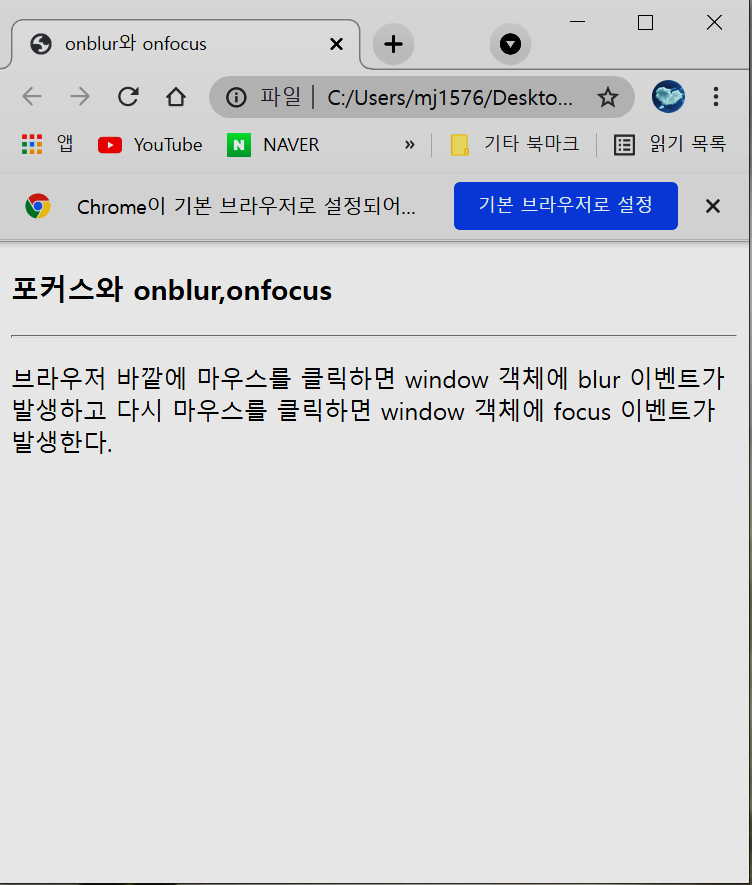 onblur와 onfocus
파일 | C:/Users/mj1576/Deskto...
앱 YouTube N NAVER » 기타 북마크 읽기 목록
Chrome이 기본 브라우저로 설정되어... 기본 브라우저로 설정
포커스와 onblur,onfocus
브라우저 바깥에 마우스를 클릭하면 window 객체에 blur 이벤트가
발생하고 다시 마우스를 클릭하면 window 객체에 focus 이벤트가
발생한다.